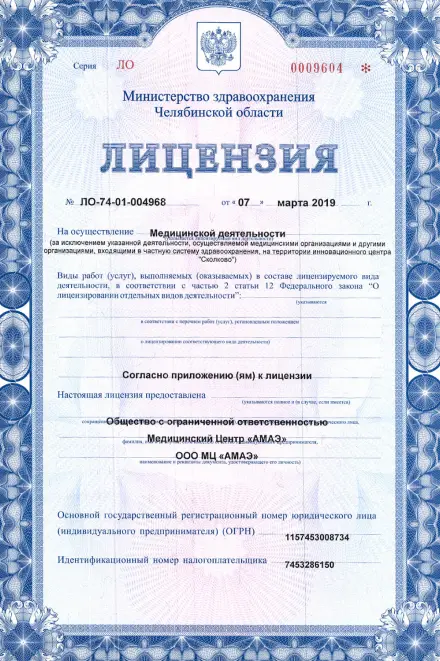 Серия ЛО 0009604 *
Министерство здравоохранения
Челябинской области
ЛИЦЕНЗИЯ
№ ЛО-74-01-004968 от « 07 » марта 2019 г.
На осуществление Медицинской деятельности
(за исключением указанной деятельности, осуществляемой медицинскими организациями и другими
организациями, входящими в частную систему здравоохранения, на территории инновационного центра
"Сколково")
Виды работ (услуг), выполняемых (оказываемых) в составе лицензируемого вида
деятельности, в соответствии с частью 2 статьи 12 Федерального закона "О
лицензировании отдельных видов деятельности":
(указываются
в соответствии с перечнем работ (услуг), установленным положением
о лицензировании соответствующего вида деятельности)
Согласно приложению (ям) к лицензии
Настоящая лицензия предоставлена
(указываются полное и (в случае, если имеется)
Общество с ограниченной ответственностью
Медицинский Центр «АМАЭ»
ООО МЦ «АМАЭ»
наименование и реквизиты документа, удостоверяющего его личность)
Основной государственный регистрационный номер юридического лица
(индивидуального предпринимателя) (ОГРН) 1157453008734
Идентификационный номер налогоплательщика 7453286150